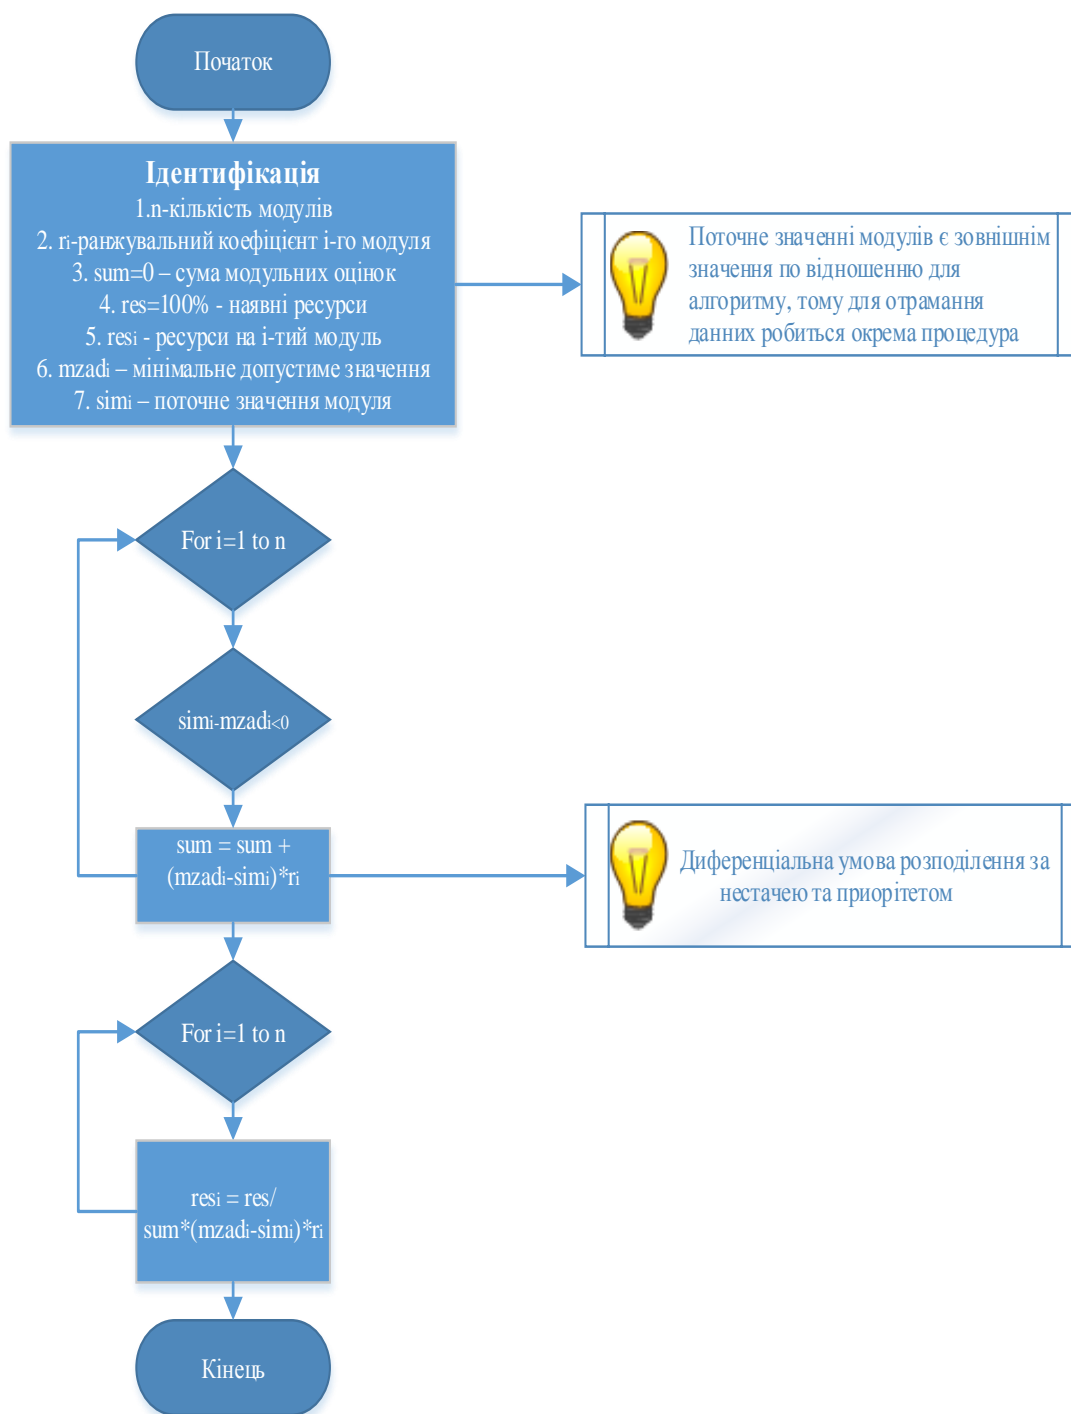 Початок
Ідентифікація
1.n-кількість модулів
2. ri-ранжувальний коефіцієнт і-го модуля
3. sum=0 – сума модульних оцінок
4. res=100% - наявні ресурси
5. resi - ресурси на і-тий модуль
6. mzadi – мінімальне допустиме значення
7. simi – поточне значення модуля
Поточне значенні модулів є зовнішнім
значення по відношенню для
алгоритму, тому для отрамання
данних робиться окрема процедура
For i=1 to n
simi-mzadi<0
sum = sum +
(mzadi-simi)*ri
Диференціальна умова розподілення за
нестачею та приорітетом
For i=1 to n
resi = res/
sum*(mzadi-simi)*ri
Кінець